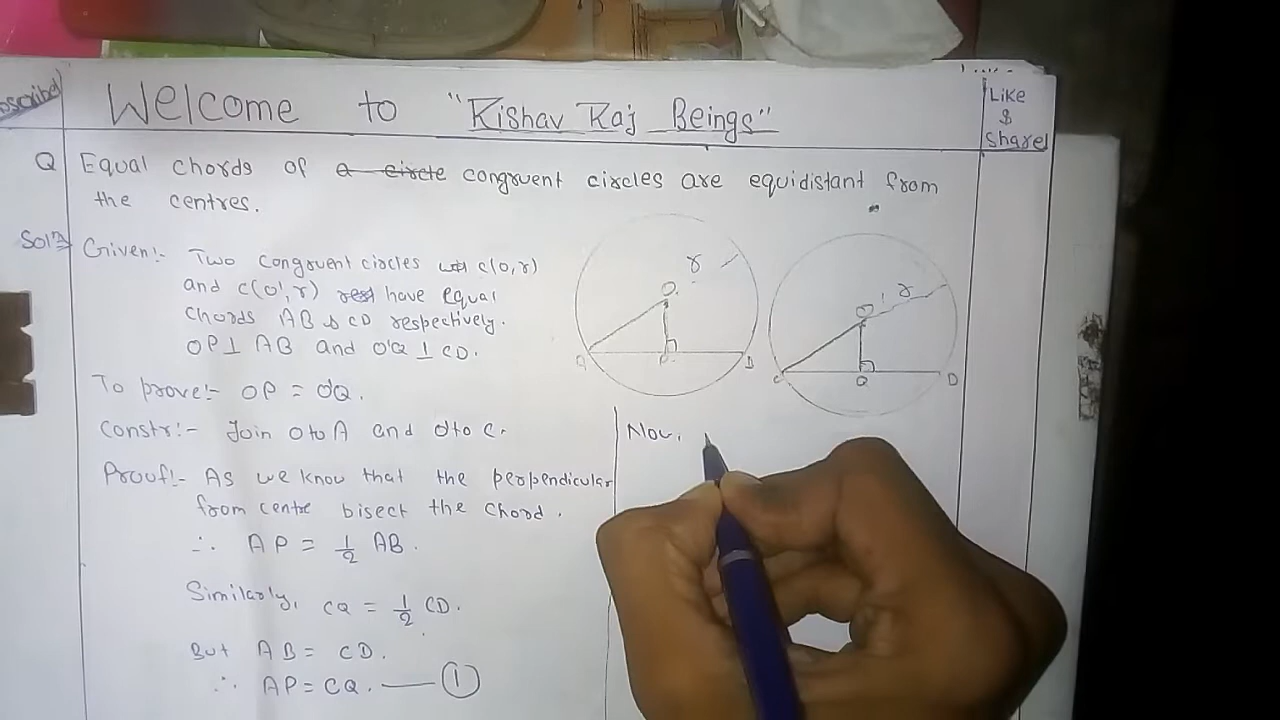 Welcome to "Rishav Raj Beings"
Like
&
Share
Q Equal chords of a circle congruent circles are equidistant from
the centres.
Given:- Two congruent circles c(O,r)
and c(O',r) have equal
chords AB & CD respectively.
OP ⊥ AB and O'Q ⊥ CD.
To prove:- OP = O'Q.
Constr:- Join O to A and O' to C.
Proof:- As we know that the perpendicular
from centre bisect the chord.
∴ AP = 1/2 AB.
Similarly, CQ = 1/2 CD.
But AB = CD.
∴ AP = CQ. —— 1
r
O
P
B
O'
r
C
Q
D
Now,